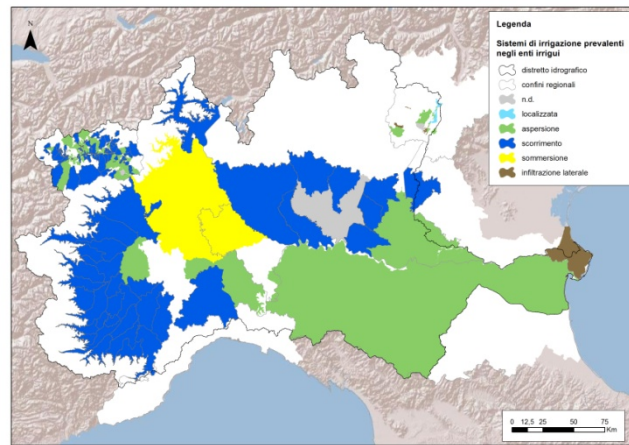 N
Legenda
Sistemi di irrigazione prevalenti
negli enti irrigui
distretto idrografico
confini regionali
n.d.
localizzata
aspersione
scorrimento
sommersione
infiltrazione laterale
0 12,5 25 50 75
Km